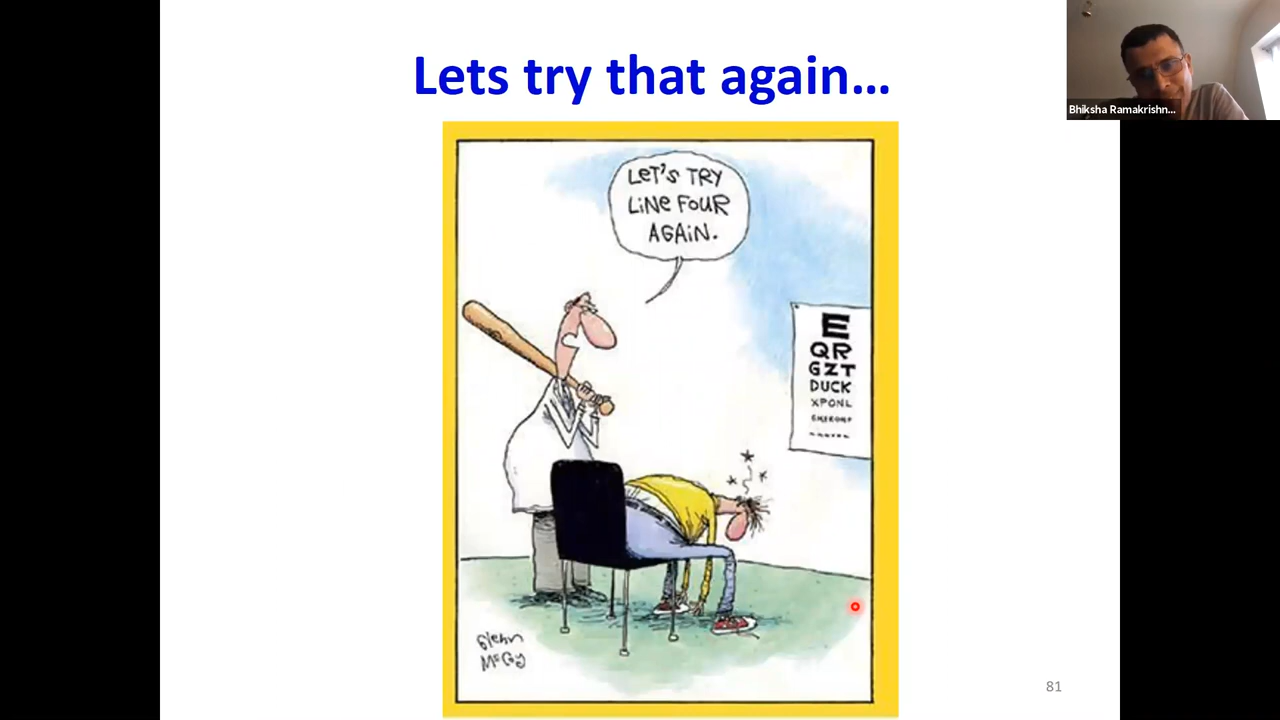 Lets try that again...
Bhiksha Ramakrishn...
LET'S TRY
LINE FOUR
AGAIN.
E
QR
GZT
DUCK
XPONL
Glenn
McCoy
81